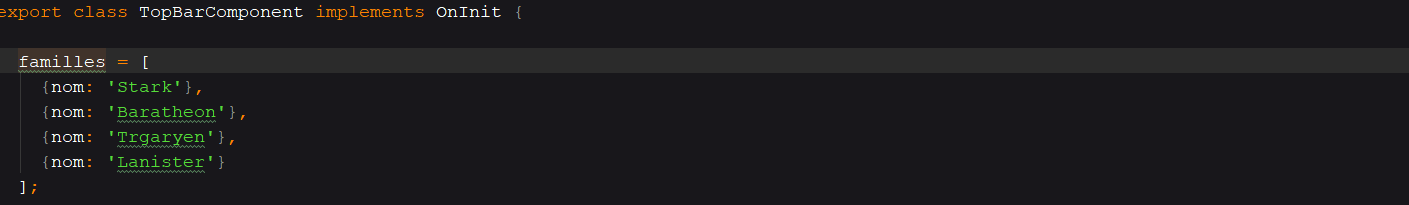 export class TopBarComponent implements OnInit {
familles = [
{nom: 'Stark'},
{nom: 'Baratheon'},
{nom: 'Trgaryen'},
{nom: 'Lanister'}
];